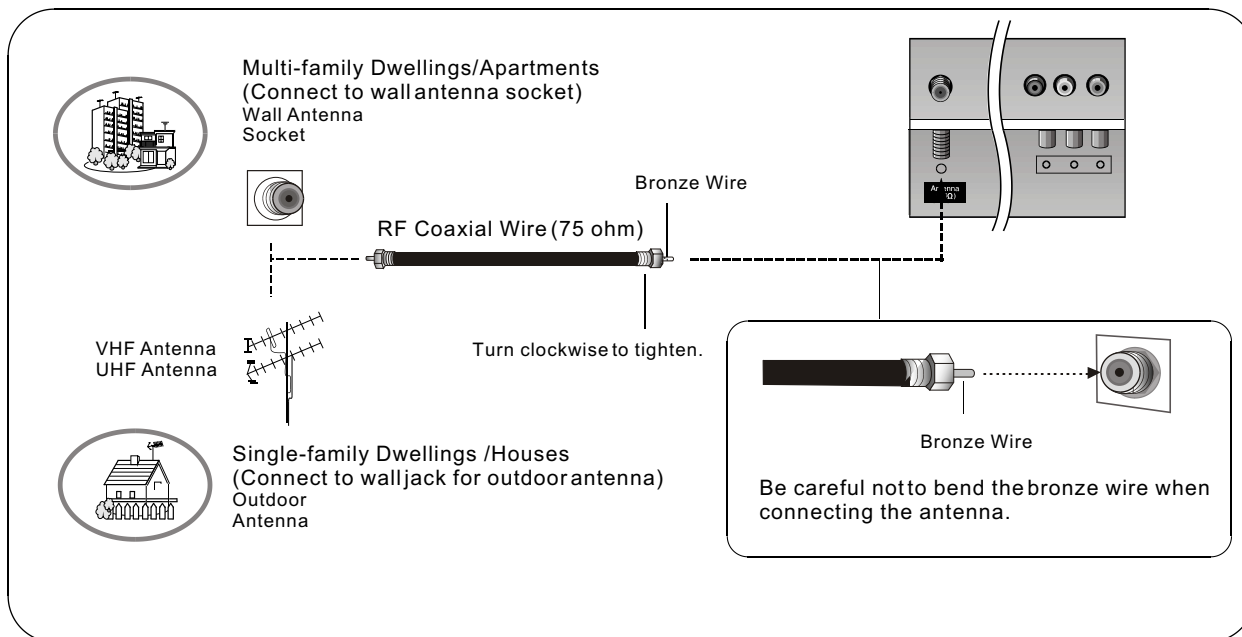 Multi-family Dwellings/Apartments
(Connect to wall antenna socket)
Wall Antenna
Socket
Bronze Wire
RF Coaxial Wire (75 ohm)
Turn clockwise to tighten.
VHF Antenna
UHF Antenna
Single-family Dwellings /Houses
(Connect to wall jack for outdoor antenna)
Outdoor
Antenna
Bronze Wire
Be careful not to bend the bronze wire when
connecting the antenna.